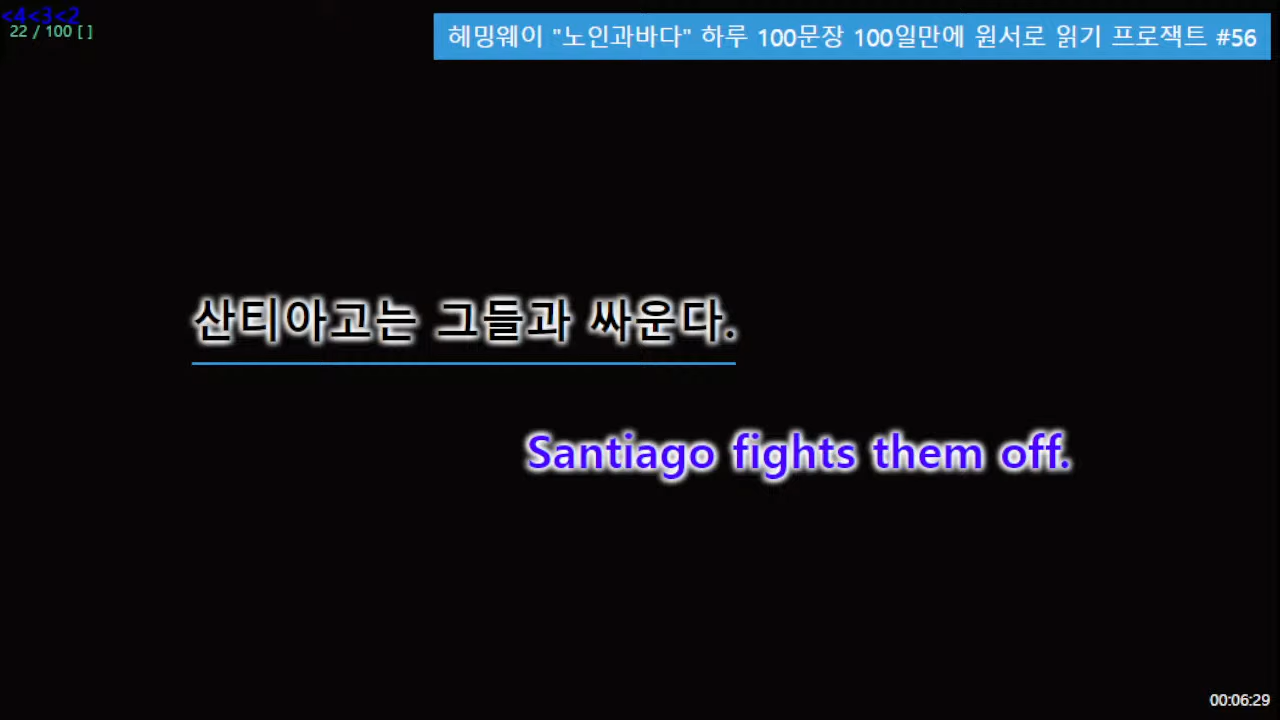 <4<3<2
22 / 100 [ ]
헤밍웨이 "노인과바다" 하루 100문장 100일만에 원서로 읽기 프로잭트 #56
산티아고는 그들과 싸운다.
Santiago fights them off.
00:06:29